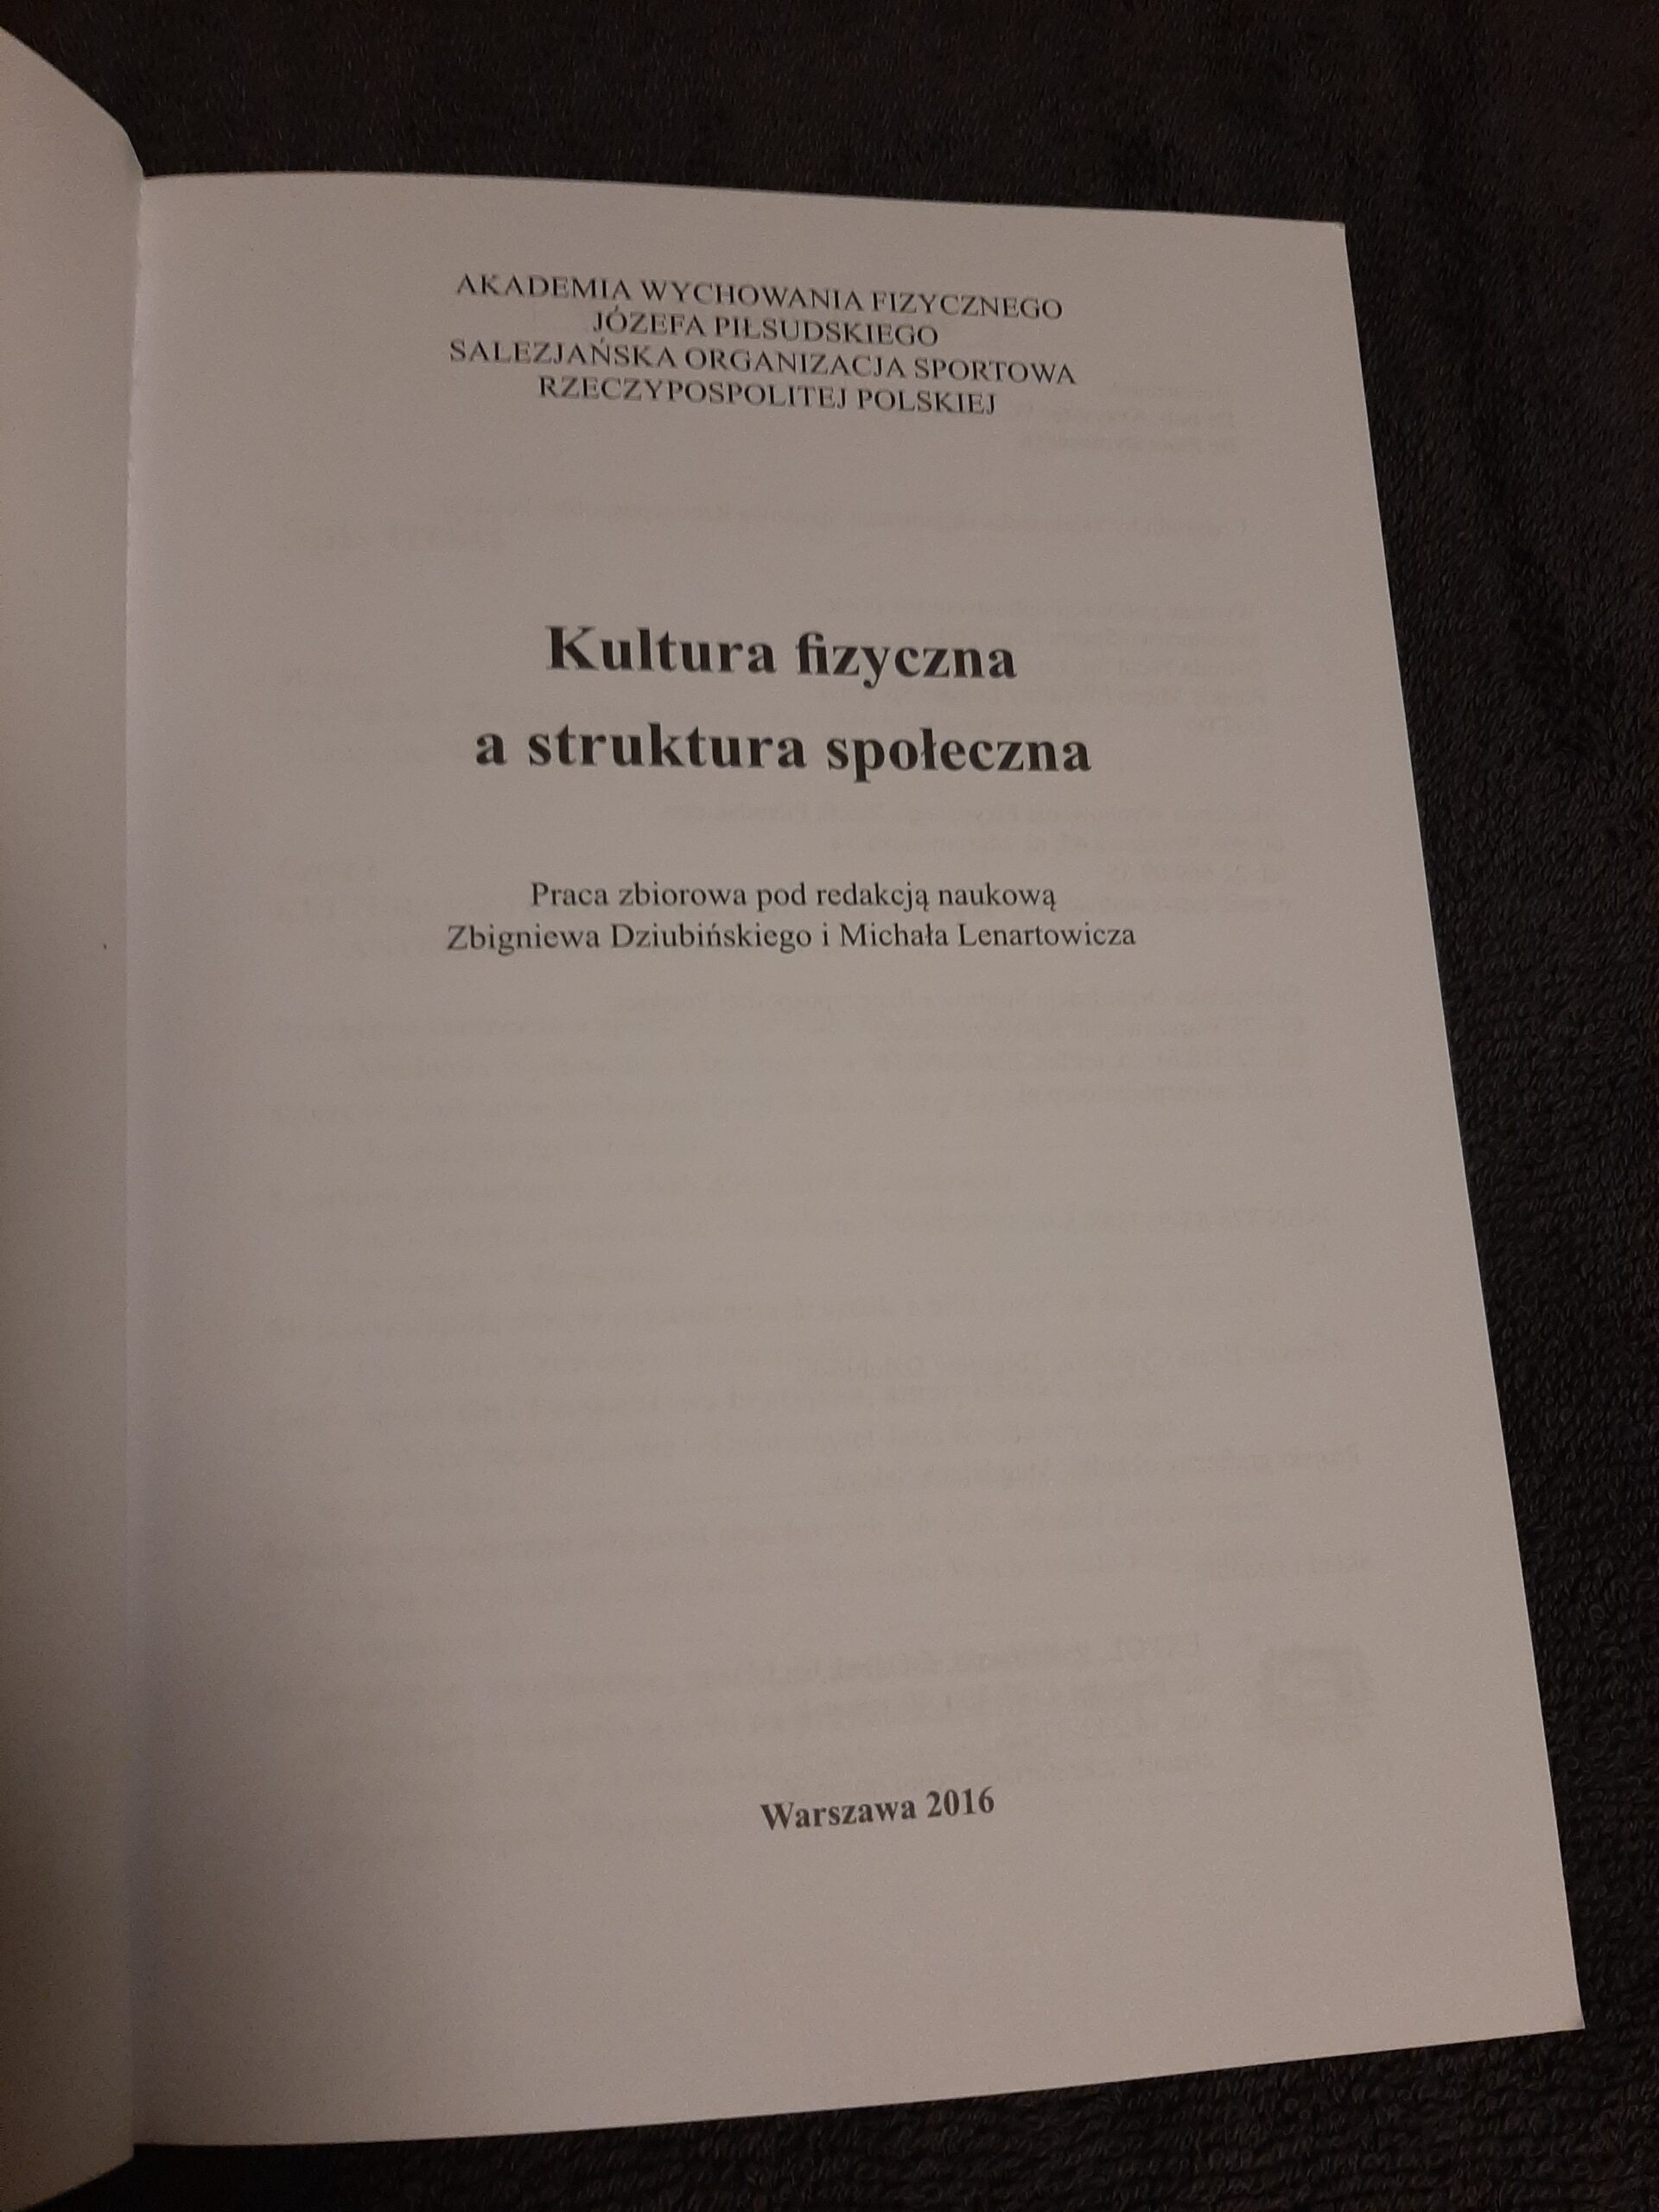 AKADEMIA WYCHOWANIA FIZYCZNEGO
JÓZEFA PIŁSUDSKIEGO
SALEZJAŃSKA ORGANIZACJA SPORTOWA
RZECZYPOSPOLITEJ POLSKIEJ
Kultura fizyczna
a struktura społeczna
Praca zbiorowa pod redakcją naukową
Zbigniewa Dziubińskiego i Michała Lenartowicza
Warszawa 2016